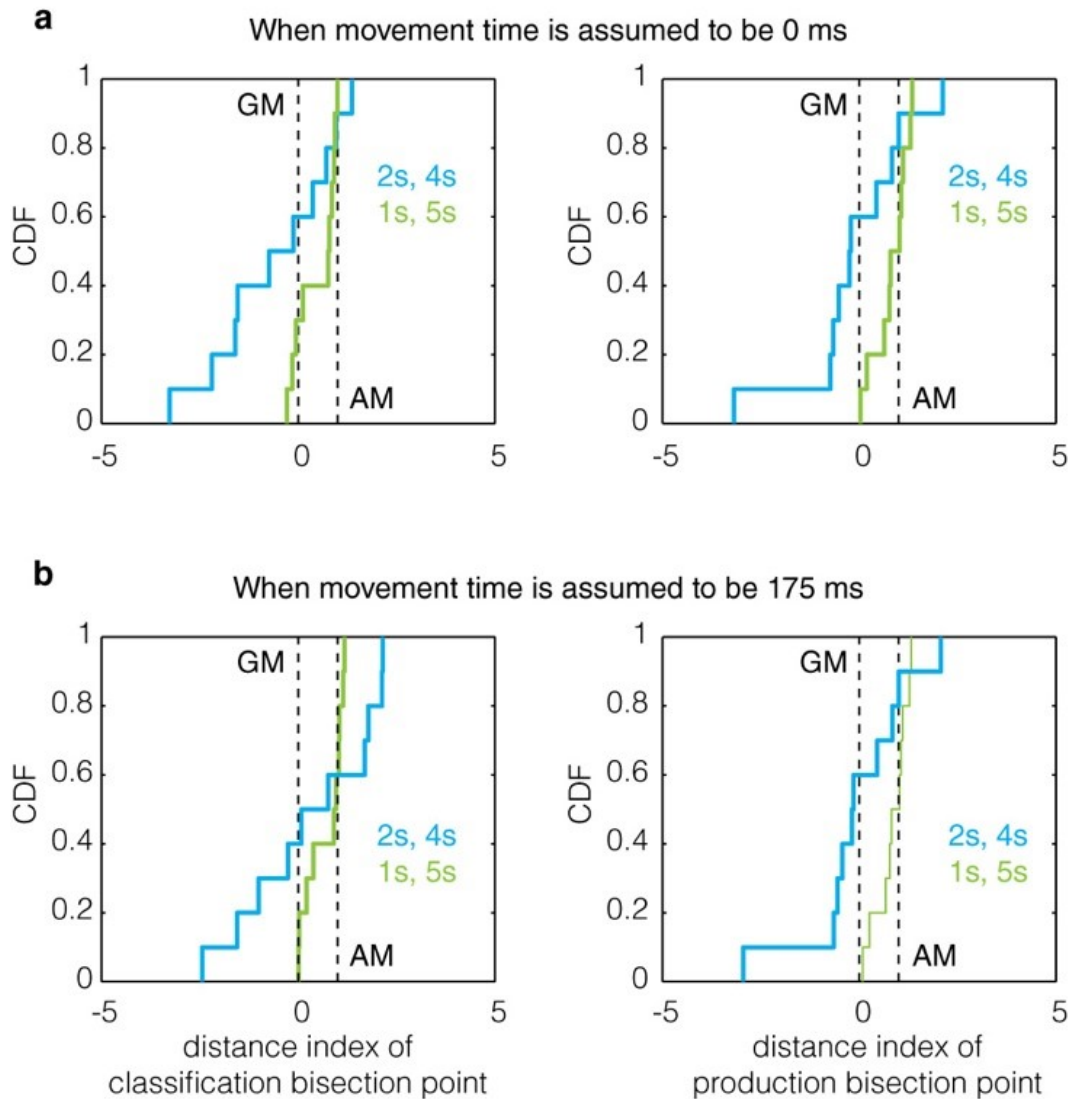 a
When movement time is assumed to be 0 ms
1
0.8
0.6
0.4
0.2
0
CDF
GM
2s, 4s
1s, 5s
AM
-5
0
5
1
0.8
0.6
0.4
0.2
0
CDF
GM
2s, 4s
1s, 5s
AM
-5
0
5
b
When movement time is assumed to be 175 ms
1
0.8
0.6
0.4
0.2
0
CDF
GM
2s, 4s
1s, 5s
AM
-5
0
5
distance index of
classification bisection point
1
0.8
0.6
0.4
0.2
0
CDF
GM
2s, 4s
1s, 5s
AM
-5
0
5
distance index of
production bisection point